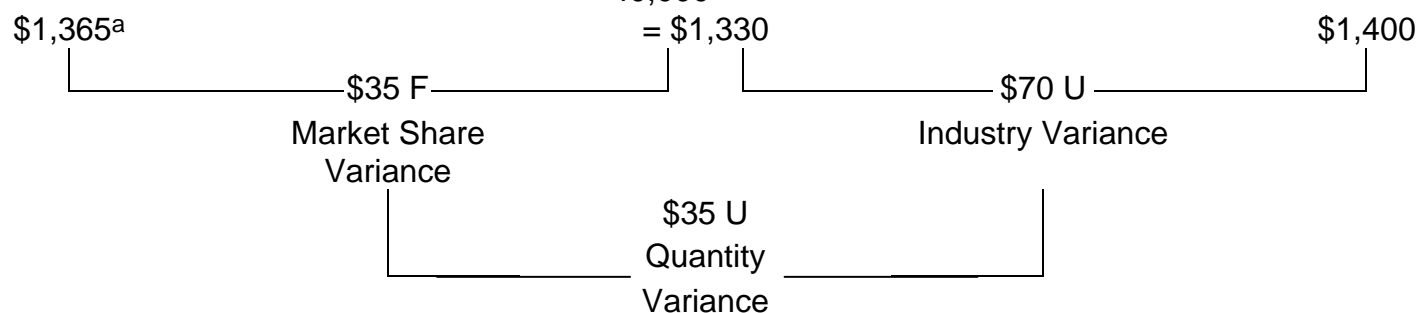 $1,365a = $1,330 $1,400
$35 F $70 U
Market Share Industry Variance
Variance
$35 U
Quantity
Variance